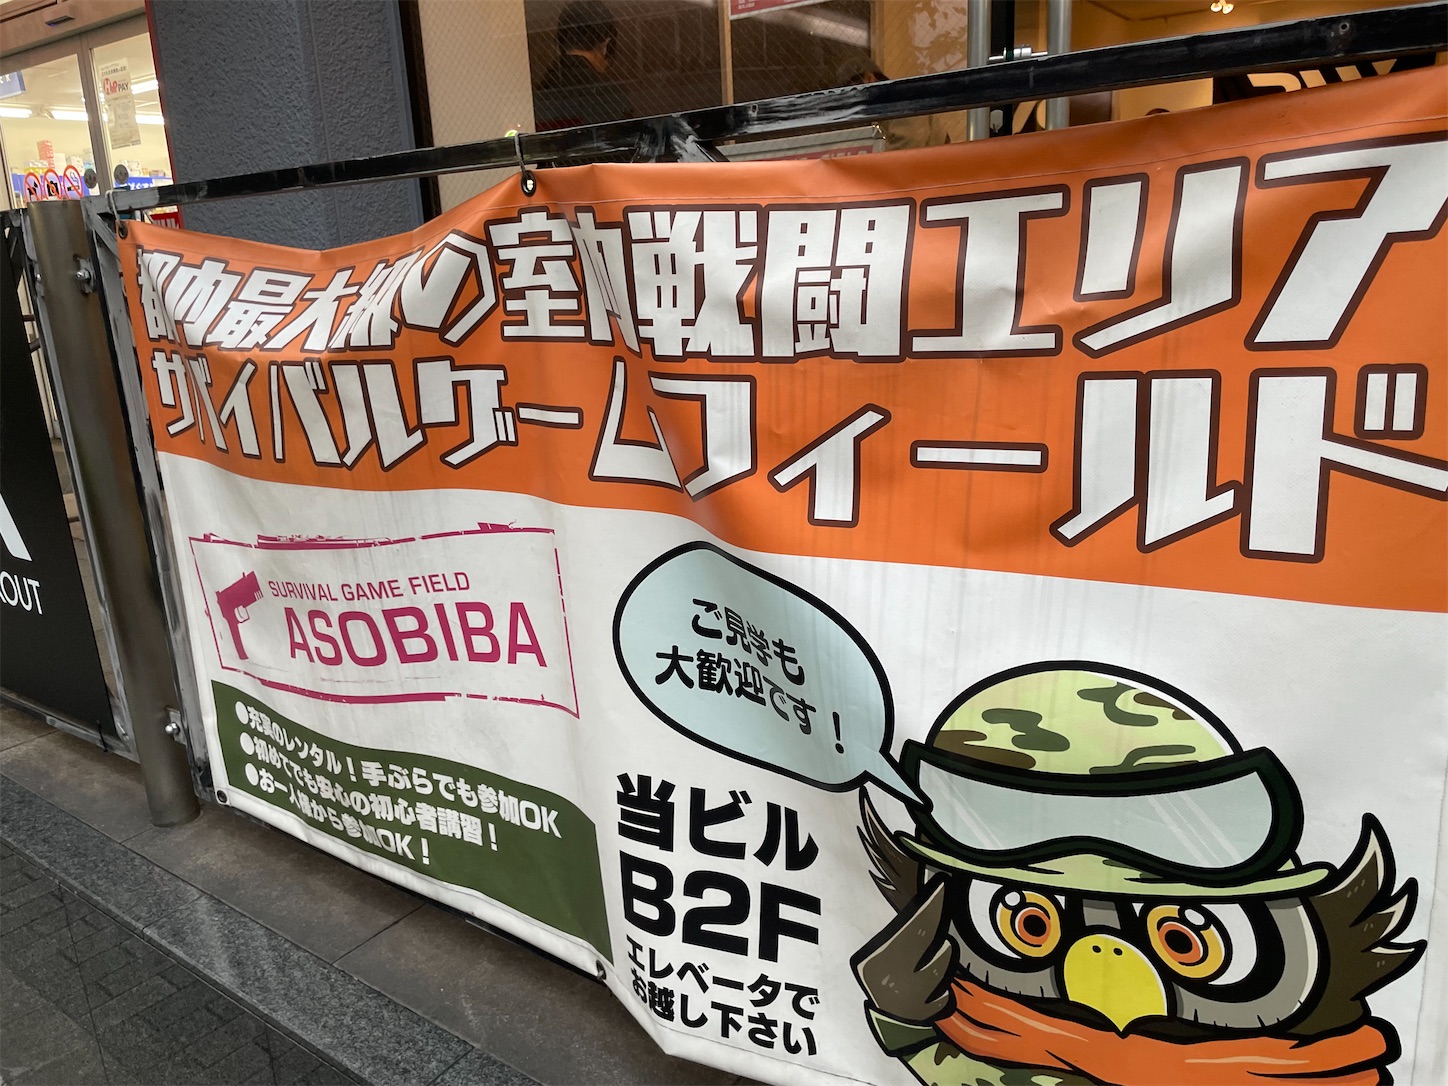 都内最大級の室内戦闘エリア
サバイバルゲームフィールド
SURVIVAL GAME FIELD
ASOBIBA
●充実のレンタル！手ぶらでも参加OK
●初めてでも安心の初心者講習！
●お一人様から参加OK！
ご見学も
大歓迎です！
当ビル
B2F
エレベータで
お越し下さい
PAY